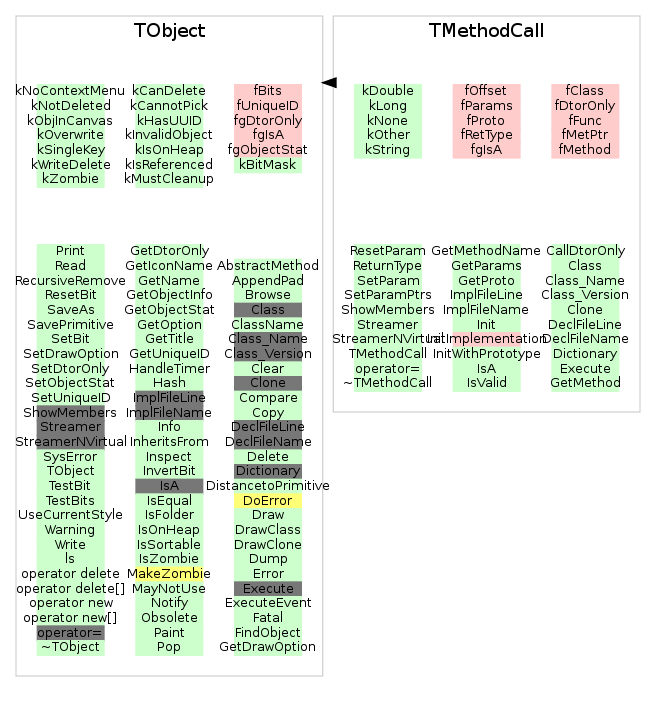 TObject
kNoContextMenu
kNotDeleted
kObjInCanvas
kOverwrite
kSingleKey
kWriteDelete
kZombie
kCanDelete
kCannotPick
kHasUUID
kInvalidObject
kIsOnHeap
kIsReferenced
kMustCleanup
fBits
fUniqueID
fgDtorOnly
fgIsA
fgObjectStat
kBitMask
Print
Read
RecursiveRemove
ResetBit
SaveAs
SavePrimitive
SetBit
SetDrawOption
SetDtorOnly
SetObjectStat
SetUniqueID
ShowMembers
Streamer
StreamerNVirtual
SysError
TObject
TestBit
TestBits
UseCurrentStyle
Warning
Write
ls
operator delete
operator delete[]
operator new
operator new[]
operator=
~TObject
GetDtorOnly
GetIconName
GetName
GetObjectInfo
GetObjectStat
GetOption
GetTitle
GetUniqueID
HandleTimer
Hash
ImplFileLine
ImplFileName
Info
InheritsFrom
Inspect
InvertBit
IsA
IsEqual
IsFolder
IsOnHeap
IsSortable
IsZombie
MakeZombie
MayNotUse
Notify
Obsolete
Paint
Pop
AbstractMethod
AppendPad
Browse
Class
ClassName
Class_Name
Class_Version
Clear
Clone
Compare
Copy
DeclFileLine
DeclFileName
Delete
Dictionary
DistancetoPrimitive
DoError
Draw
DrawClass
DrawClone
Dump
Error
Execute
ExecuteEvent
Fatal
FindObject
GetDrawOption
TMethodCall
kDouble
kLong
kNone
kOther
kString
fOffset
fParams
fProto
fRetType
fgIsA
fClass
fDtorOnly
fFunc
fMetPtr
fMethod
ResetParam
ReturnType
SetParam
SetParamPtrs
ShowMembers
Streamer
StreamerNVirtual
TMethodCall
operator=
~TMethodCall
GetMethodName
GetParams
GetProto
ImplFileLine
ImplFileName
Init
InitImplementation
InitWithPrototype
IsA
IsValid
CallDtorOnly
Class
Class_Name
Class_Version
Clone
DeclFileLine
DeclFileName
Dictionary
Execute
GetMethod